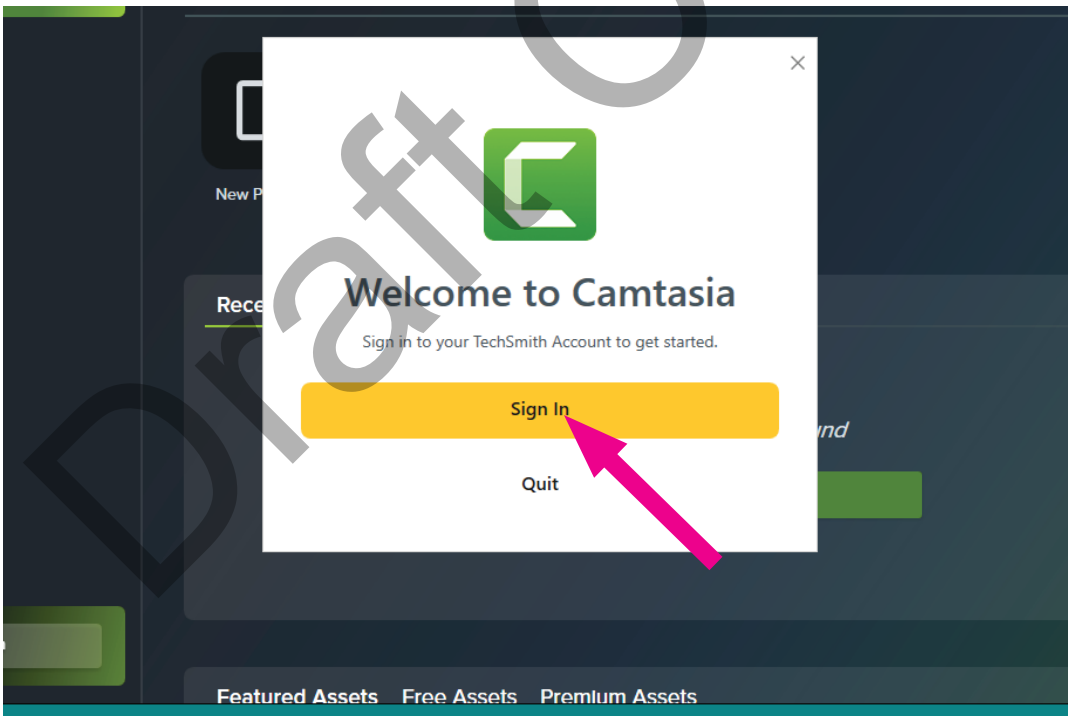 Draft
New P
Welcome to Camtasia
Rece
Sign in to your TechSmith Account to get started.
Sign In
und
Quit
Featured Assets Free Assets Premium Assets